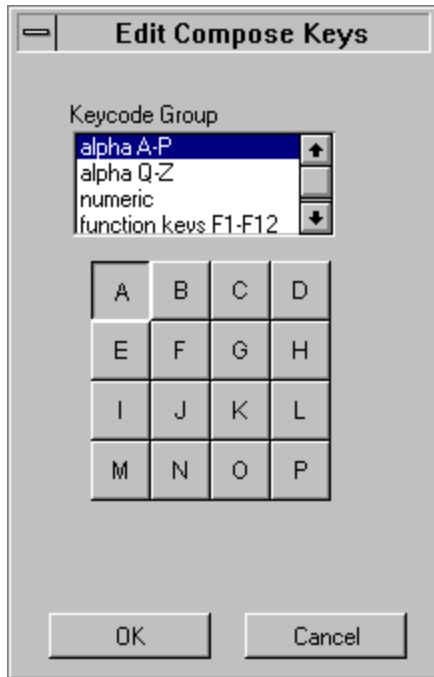 Edit Compose Keys
Keycode Group
alpha A-P
alpha Q-Z
numeric
function keys F1-F12
A B C D
E F G H
I J K L
M N O P
OK Cancel